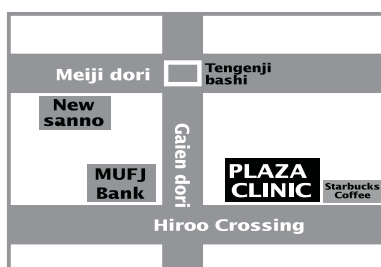 Meiji dori
Tengenji
bashi
New
sanno
Gaien dori
MUFJ
Bank
PLAZA
CLINIC
Starbucks
Coffee
Hiroo Crossing